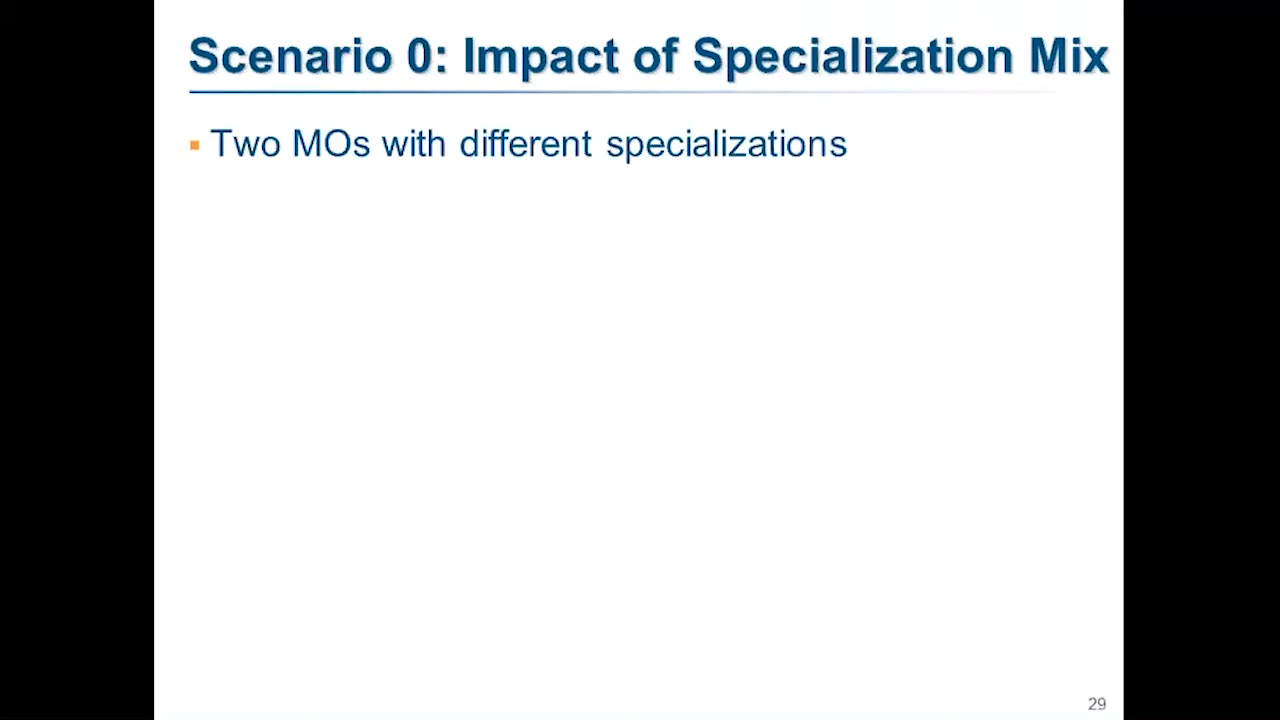 Scenario 0: Impact of Specialization Mix
▪ Two MOs with different specializations
29